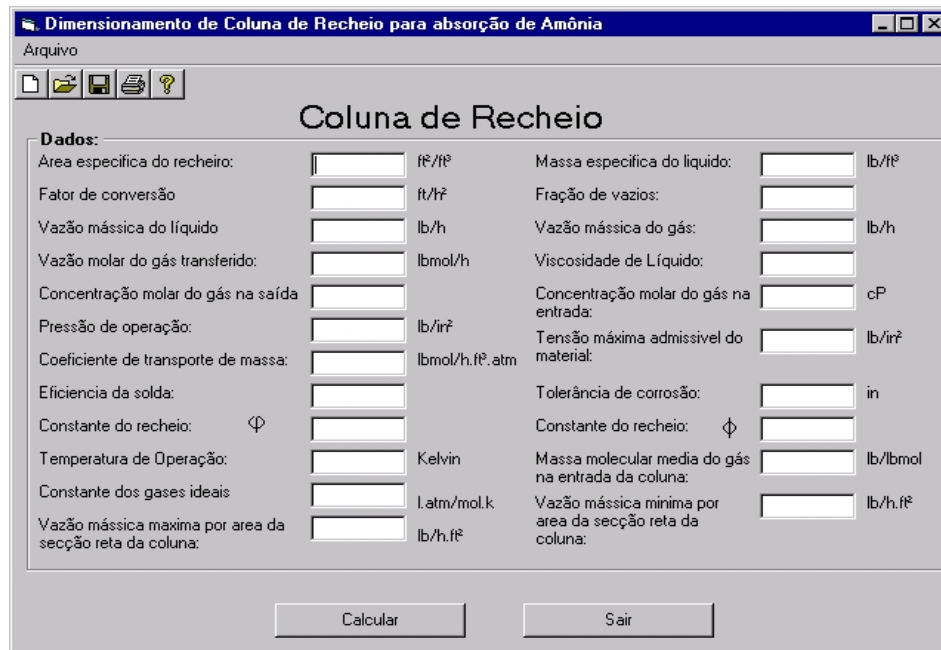 Dimensionamento de Coluna de Recheio para absorção de Amônia
Arquivo
Coluna de Recheio
Dados:
Area especifica do recheiro: ft²/ft³
Massa especifica do liquido: lb/ft³
Fator de conversão ft/h²
Fração de vazios:
Vazão mássica do líquido lb/h
Vazão mássica do gás: lb/h
Vazão molar do gás transferido: lbmol/h
Viscosidade de Líquido:
Concentração molar do gás na saída
Concentração molar do gás na cP
entrada:
Pressão de operação: lb/in²
Tensão máxima admissivel do lb/in²
material:
Coeficiente de transporte de massa: lbmol/h.ft³.atm
Eficiencia da solda:
Tolerância de corrosão: in
Constante do recheio: φ
Constante do recheio: ϕ
Temperatura de Operação: Kelvin
Massa molecular media do gás lb/lbmol
na entrada da coluna:
Constante dos gases ideais l.atm/mol.k
Vazão mássica minima por lb/h.ft²
area da secção reta da
coluna:
Vazão mássica maxima por area da lb/h.ft²
secção reta da coluna:
Calcular
Sair